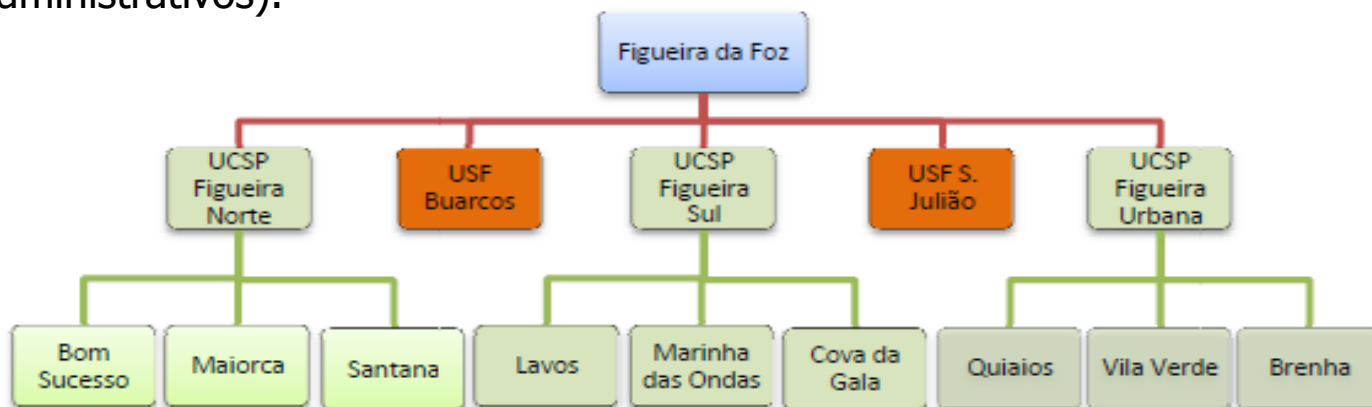 Figueira da Foz
UCSP
Figueira
Norte
USF
Buarcos
UCSP
Figueira
Sul
USF S.
Julião
UCSP
Figueira
Urbana
Bom
Sucesso
Maiorca
Santana
Lavos
Marinha
das Ondas
Cova da
Gala
Quiaios
Vila Verde
Brenha